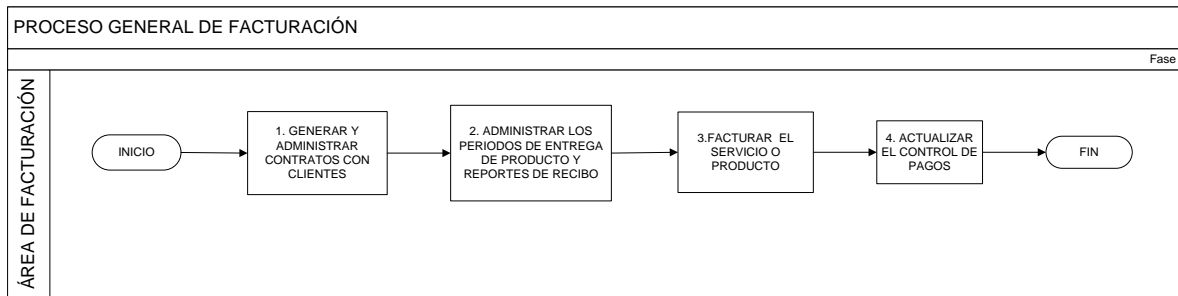 PROCESO GENERAL DE FACTURACIÓN
Fase
ÁREA DE FACTURACIÓN
INICIO
1. GENERAR Y
ADMINISTRAR
CONTRATOS CON
CLIENTES
2. ADMINISTRAR LOS
PERIODOS DE ENTREGA
DE PRODUCTO Y
REPORTES DE RECIBO
3.FACTURAR EL
SERVICIO O
PRODUCTO
4. ACTUALIZAR
EL CONTROL DE
PAGOS
FIN